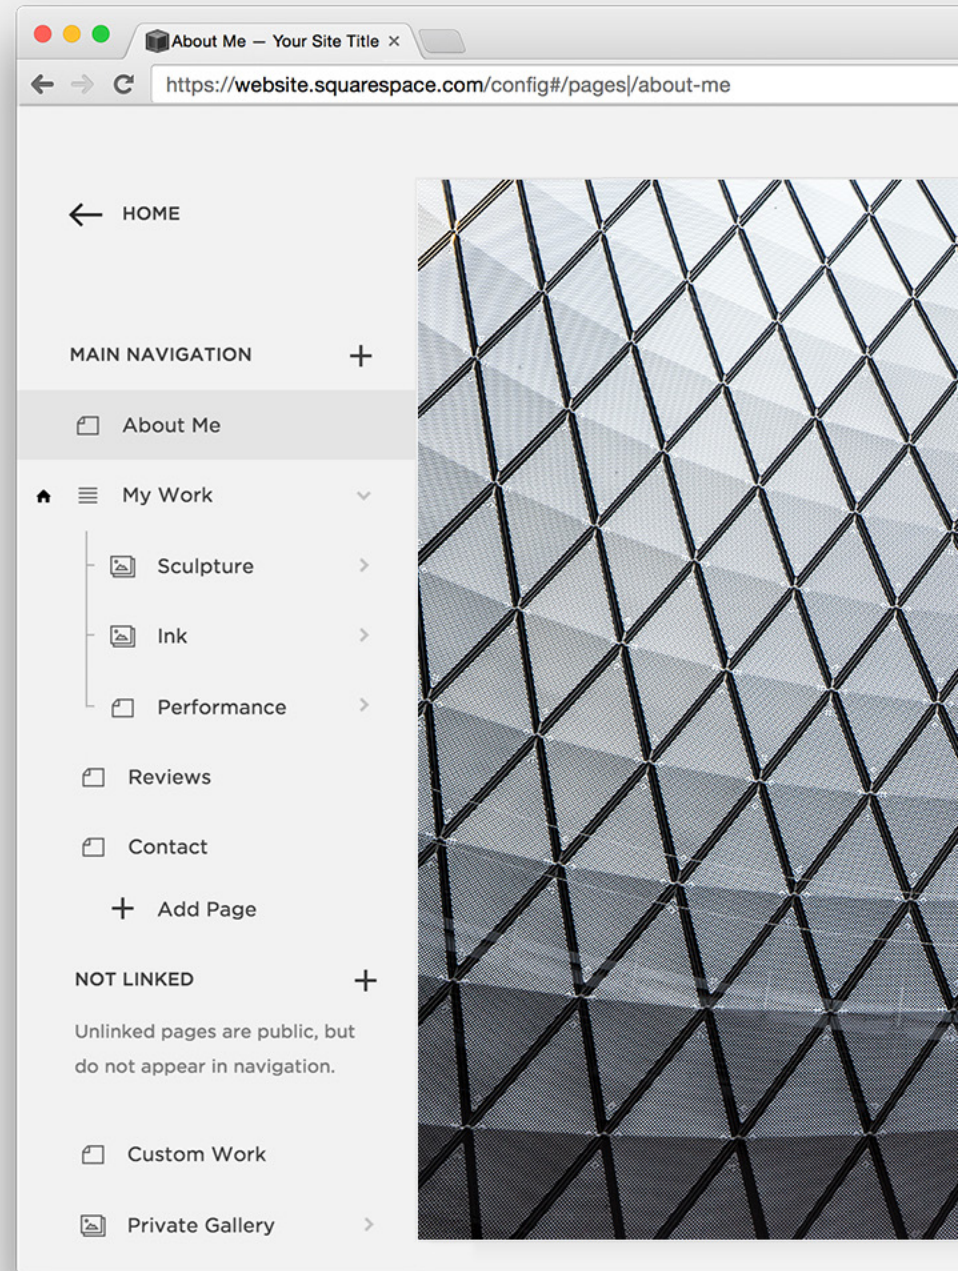 About Me — Your Site Title ×
https://website.squarespace.com/config#/pages|/about-me
HOME
MAIN NAVIGATION
About Me
My Work
Sculpture
Ink
Performance
Reviews
Contact
Add Page
NOT LINKED
Unlinked pages are public, but
do not appear in navigation.
Custom Work
Private Gallery